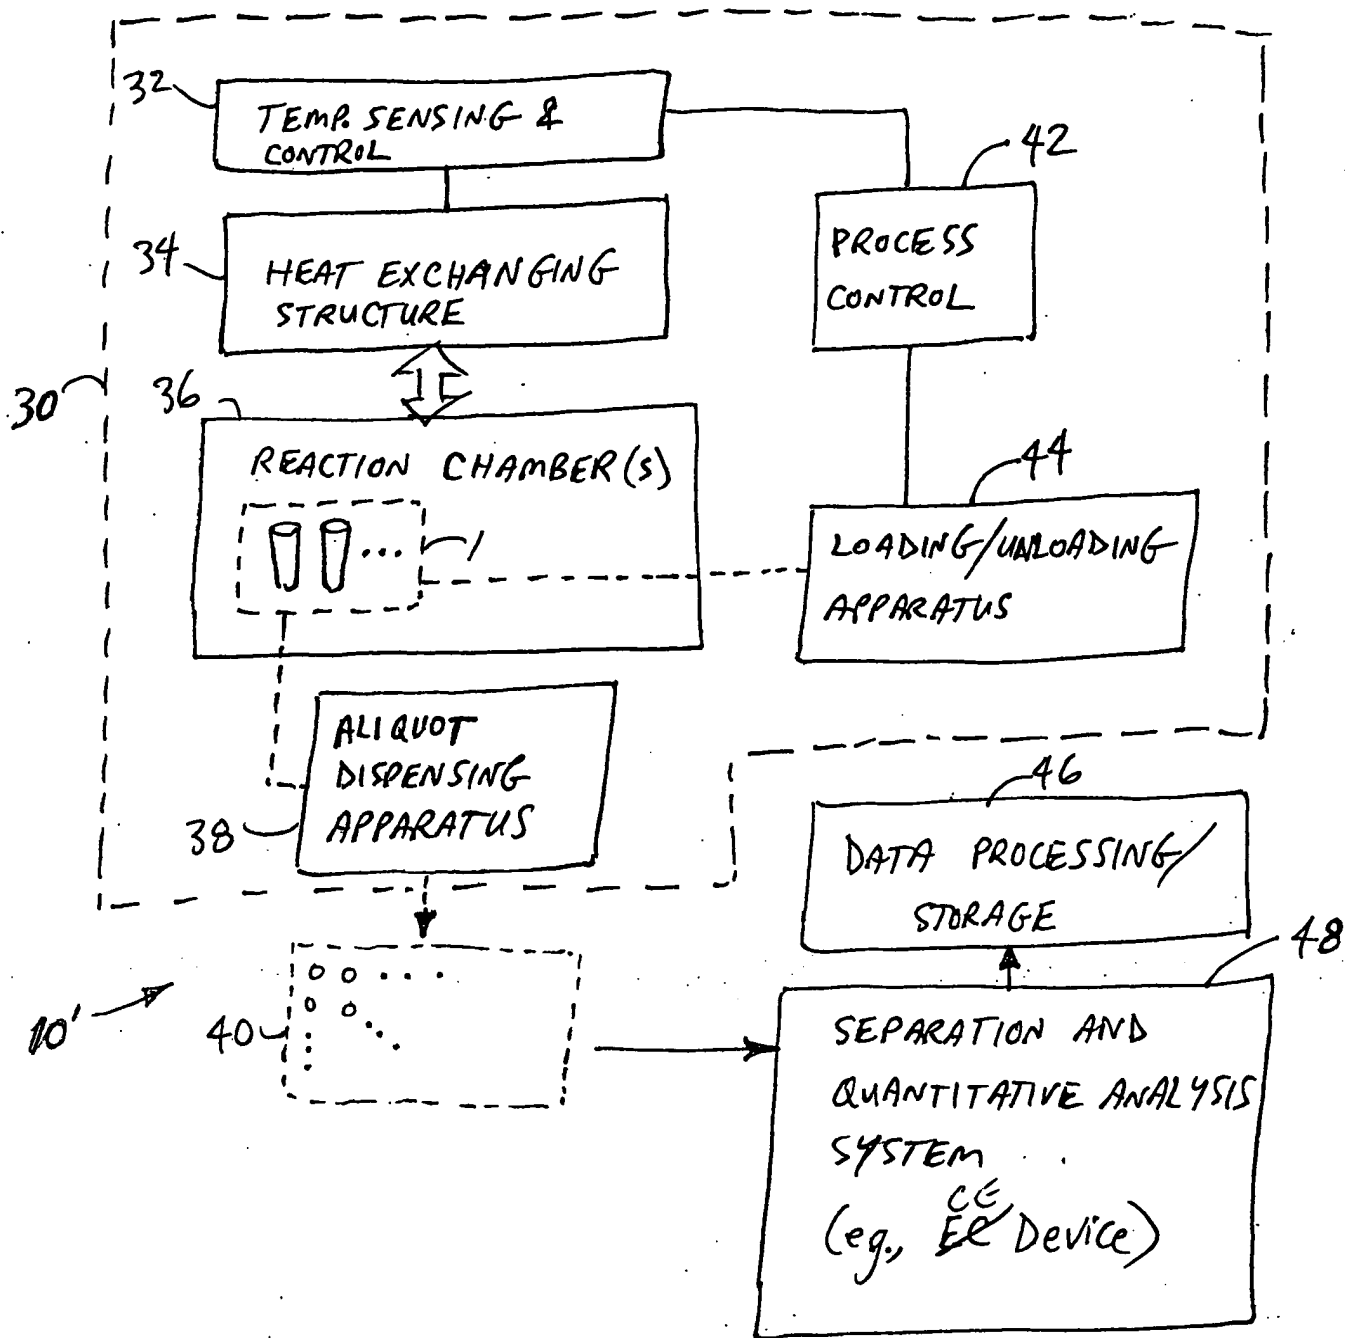 32
TEMP. SENSING &
CONTROL
42
PROCESS
CONTROL
34
HEAT EXCHANGING
STRUCTURE
30
36
REACTION CHAMBER(S)
1
44
LOADING/UNLOADING
APPARATUS
ALIQUOT
DISPENSING
APPARATUS
38
46
DATA PROCESSING/
STORAGE
48
10'
40
SEPARATION AND
QUANTITATIVE ANALYSIS
SYSTEM
CE
(eg., EC Device)